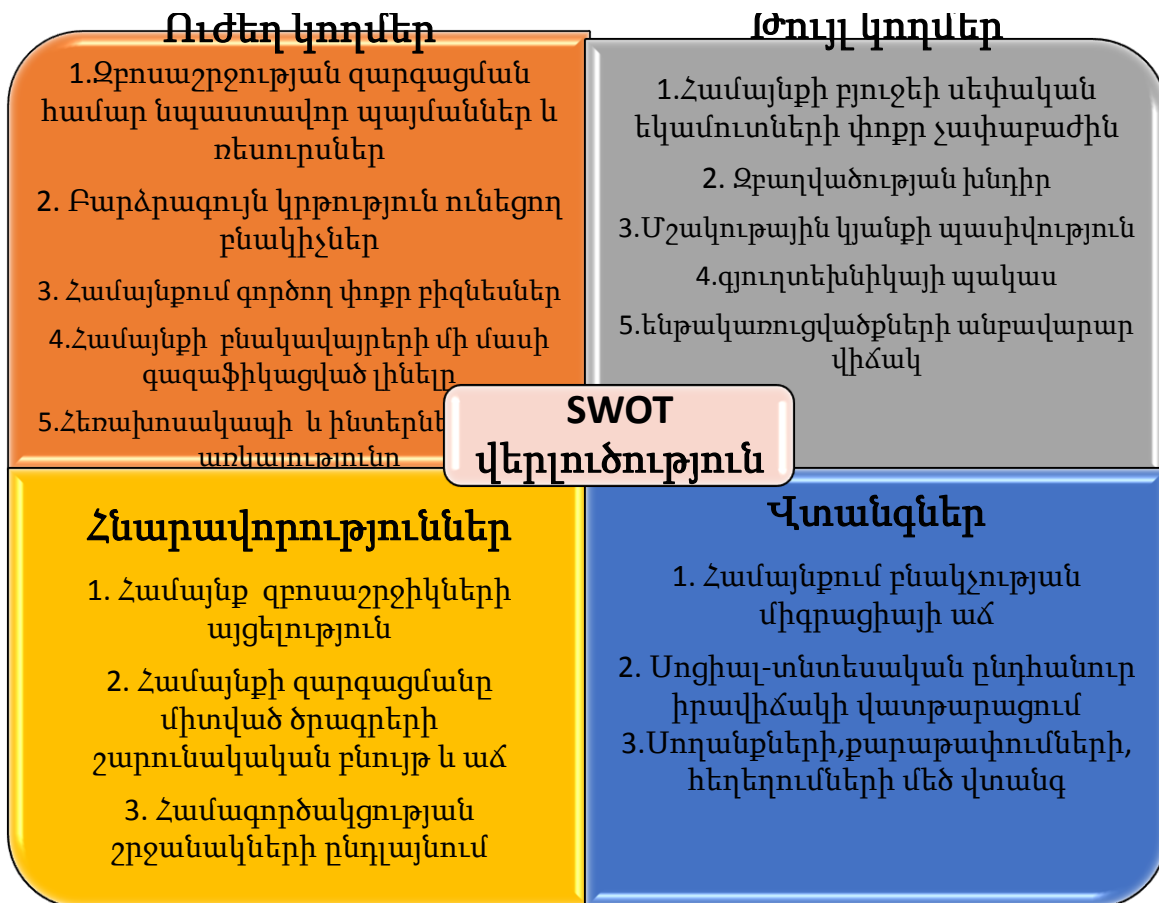 Ուժեղ կողմեր
1.Զբոսաշրջության զարգացման
համար նպաստավոր պայմաններ և
ռեսուրսներ
2. Բարձրագույն կրթություն ունեցող
բնակիչներ
3. Համայնքում գործող փոքր բիզնեսներ
4.Համայնքի բնակավայրերի մի մասի
գազաֆիկացված լինելը
5.Հեռախոսակապի և
առկայությունը
Թույլ կողմեր
1.Համայնքի բյուջեի սեփական
եկամուտների փոքր չափաբաժին
2. Զբաղվածության խնդիր
3.Մշակութային կյանքի պասիվություն
4.գյուղտեխնիկայի պակաս
5.ենթակառուցվածքների անբավարար
վիճակ
SWOT
վերլուծություն
Հնարավորություններ
1. Համայնք զբոսաշրջիկների
այցելություն
2. Համայնքի զարգացմանը
միտված ծրագրերի
շարունակական բնույթ և աճ
3. Համագործակցության
շրջանակների ընդլայնում
Վտանգներ
1. Համայնքում բնակչության
միգրացիայի աճ
2. Սոցիալ-տնտեսական ընդհանուր
իրավիճակի վատթարացում
3.Սողանքների,քարաթափումների,
հեղեղումների մեծ վտանգ